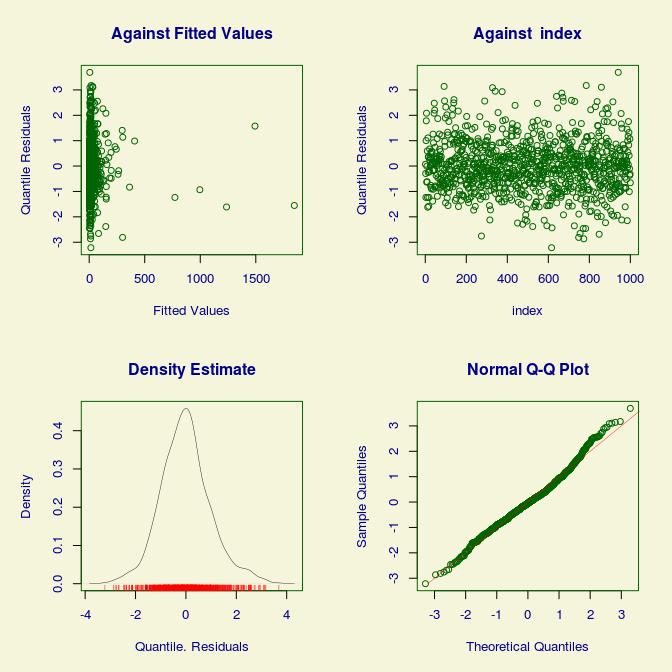 Against Fitted Values
Quantile Residuals
3
2
1
0
-1
-2
-3
0 500 1000 1500
Fitted Values
Against index
Quantile Residuals
3
2
1
0
-1
-2
-3
0 200 400 600 800 1000
index
Density Estimate
Density
0.4
0.3
0.2
0.1
0.0
-4 -2 0 2 4
Quantile. Residuals
Normal Q-Q Plot
Sample Quantiles
3
2
1
0
-1
-2
-3
-3 -2 -1 0 1 2 3
Theoretical Quantiles